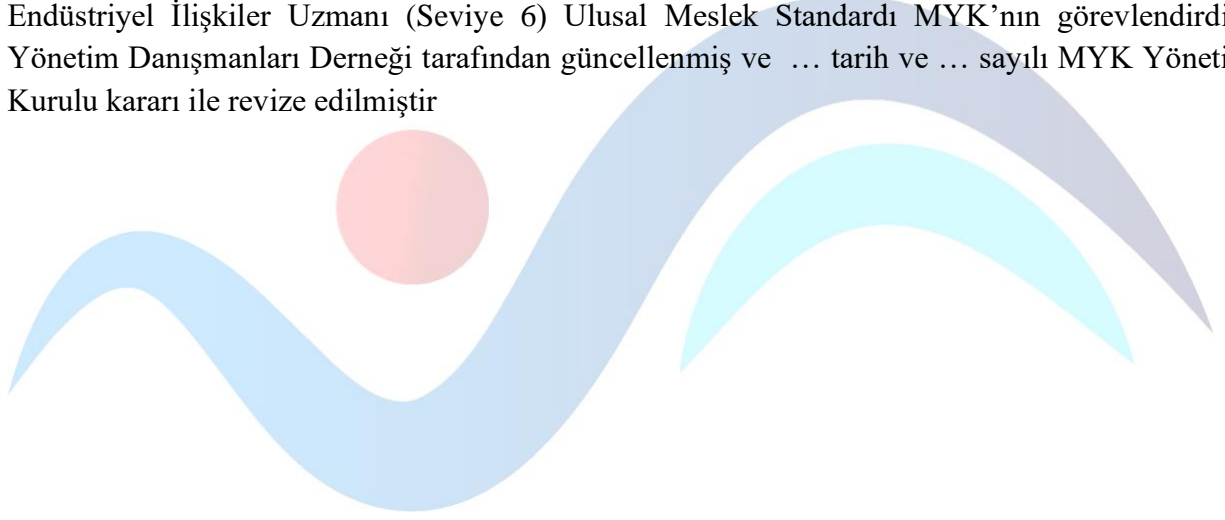 Endüstriyel İlişkiler Uzmanı (Seviye 6) Ulusal Meslek Standardı MYK’nın görevlendirdi
Yönetim Danışmanları Derneği tarafından güncellenmiş ve … tarih ve … sayılı MYK Yöneti
Kurulu kararı ile revize edilmiştir